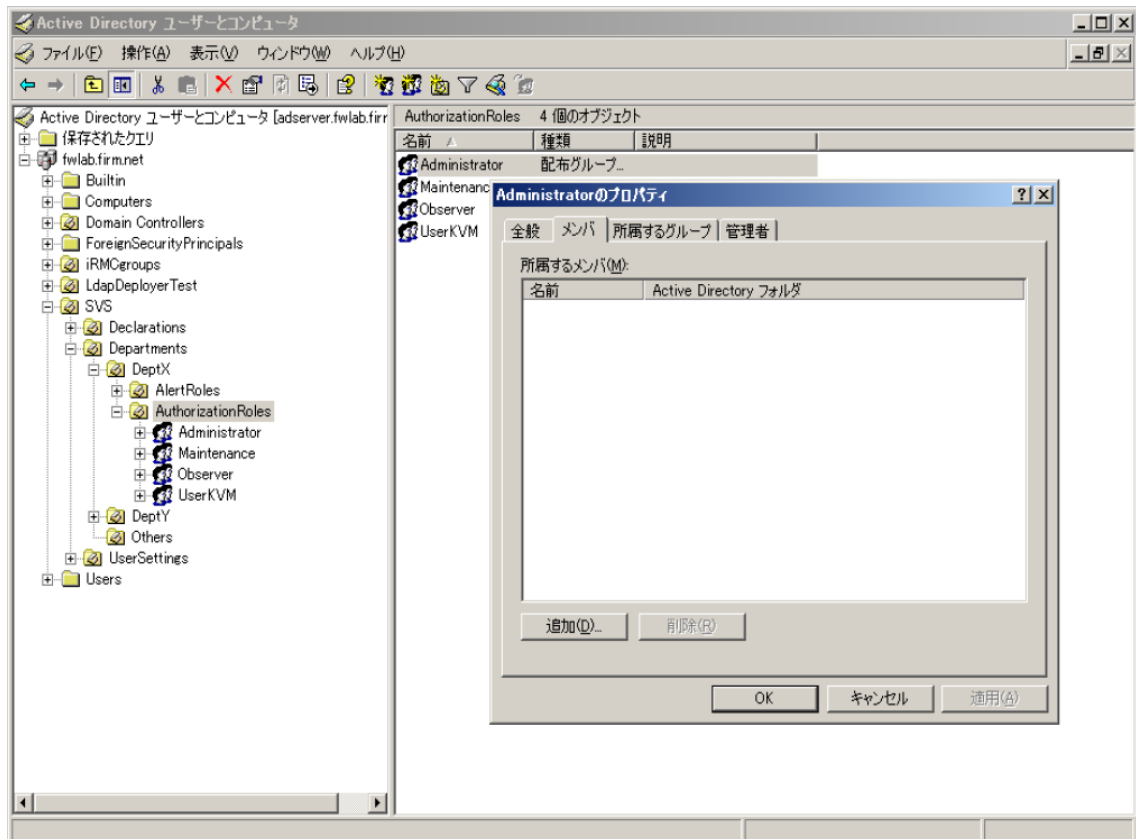 Active Directory ユーザーとコンピュータ
ファイル(F) 操作(A) 表示(V) ウィンドウ(W) ヘルプ(H)
Active Directory ユーザーとコンピュータ [adserver.fwlab.firr
保存されたクエリ
fwlab.firm.net
Builtin
Computers
Domain Controllers
ForeignSecurityPrincipals
iRMCgroups
LdapDeployerTest
SVS
Declarations
Departments
DeptX
AlertRoles
AuthorizationRoles
Administrator
Maintenance
Observer
UserKVM
DeptY
Others
UserSettings
Users
AuthorizationRoles 4 個のオブジェクト
名前 種類 説明
Administrator 配布グループ...
Maintenanc
Observer
UserKVM
Administratorのプロパティ
全般 メンバ 所属するグループ 管理者
所属するメンバ(M):
名前 Active Directory フォルダ
追加(D)... 削除(R)
OK キャンセル 適用(A)